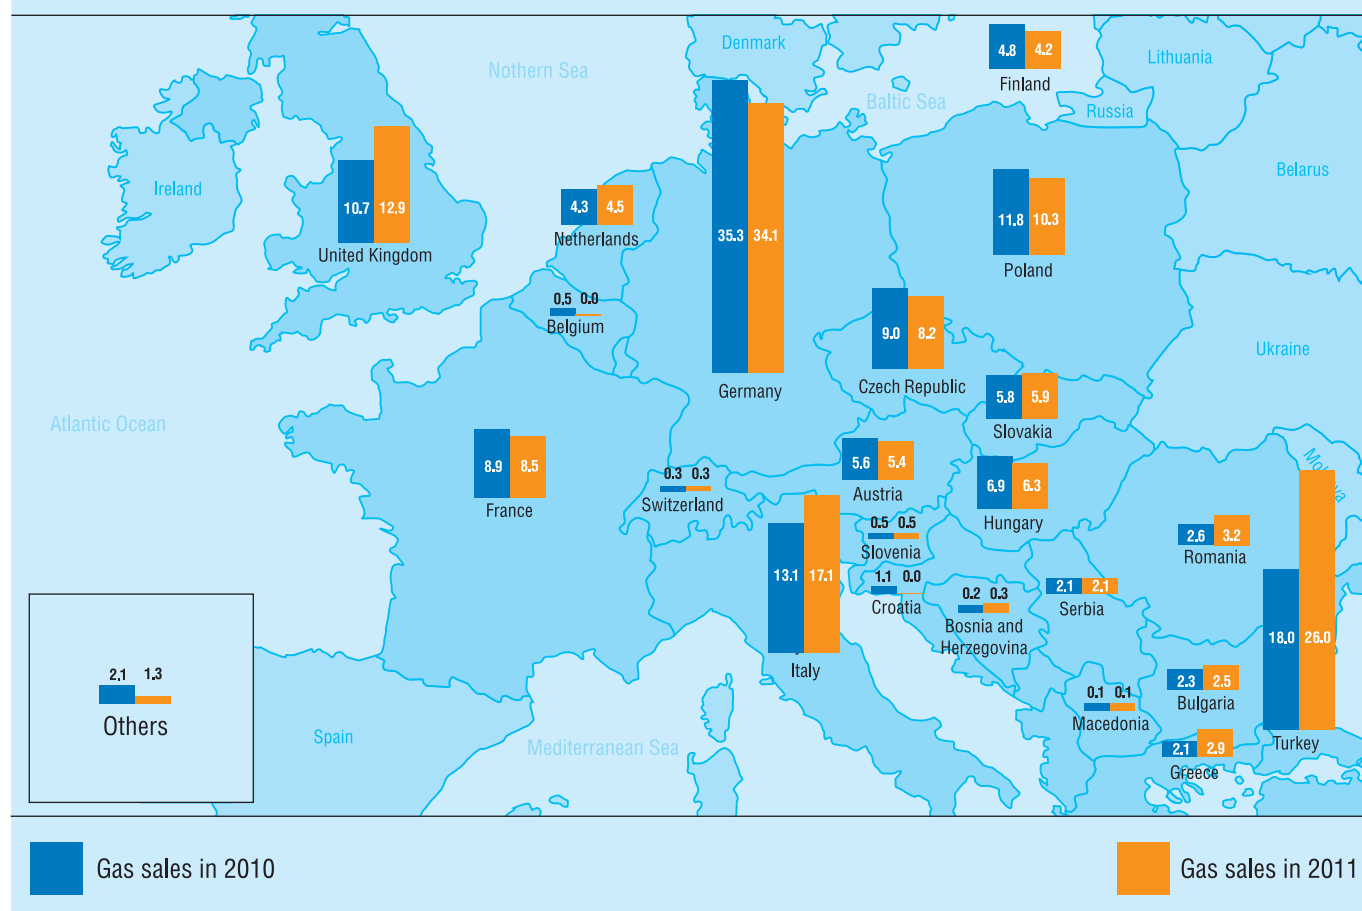 Denmark
Lithuania
4.8 4.2
Finland
Nothern Sea
Baltic Sea
Russia
Ireland
Belarus
10.7 12.9
United Kingdom
4.3 4.5
Netherlands
35.3 34.1
Germany
11.8 10.3
Poland
0.5 0.0
Belgium
9.0 8.2
Czech Republic
Ukraine
5.8 5.9
Slovakia
Atlantic Ocean
8.9 8.5
France
0.3 0.3
Switzerland
5.6 5.4
Austria
6.9 6.3
Hungary
0.5 0.5
Slovenia
2.6 3.2
Romania
13.1 17.1
Italy
1.1 0.0
Croatia
0.2 0.3
Bosnia and
Herzegovina
2.1 2.1
Serbia
18.0 26.0
Turkey
2.1 1.3
Others
2.3 2.5
Bulgaria
0.1 0.1
Macedonia
Spain
Mediterranean Sea
2.1 2.9
Greece
Gas sales in 2010
Gas sales in 2011